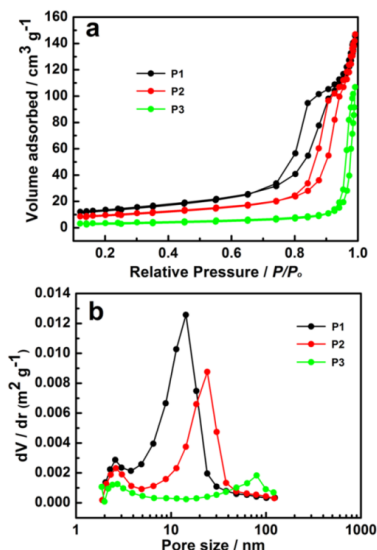 a
Volume adsorbed / cm³ g⁻¹
160
140
120
100
80
60
40
20
0
P1
P2
P3
0.2
0.4
0.6
0.8
1.0
Relative Pressure / P/P₀
b
dV / dr (m² g⁻¹)
0.014
0.012
0.010
0.008
0.006
0.004
0.002
0.000
P1
P2
P3
1
10
100
1000
Pore size / nm